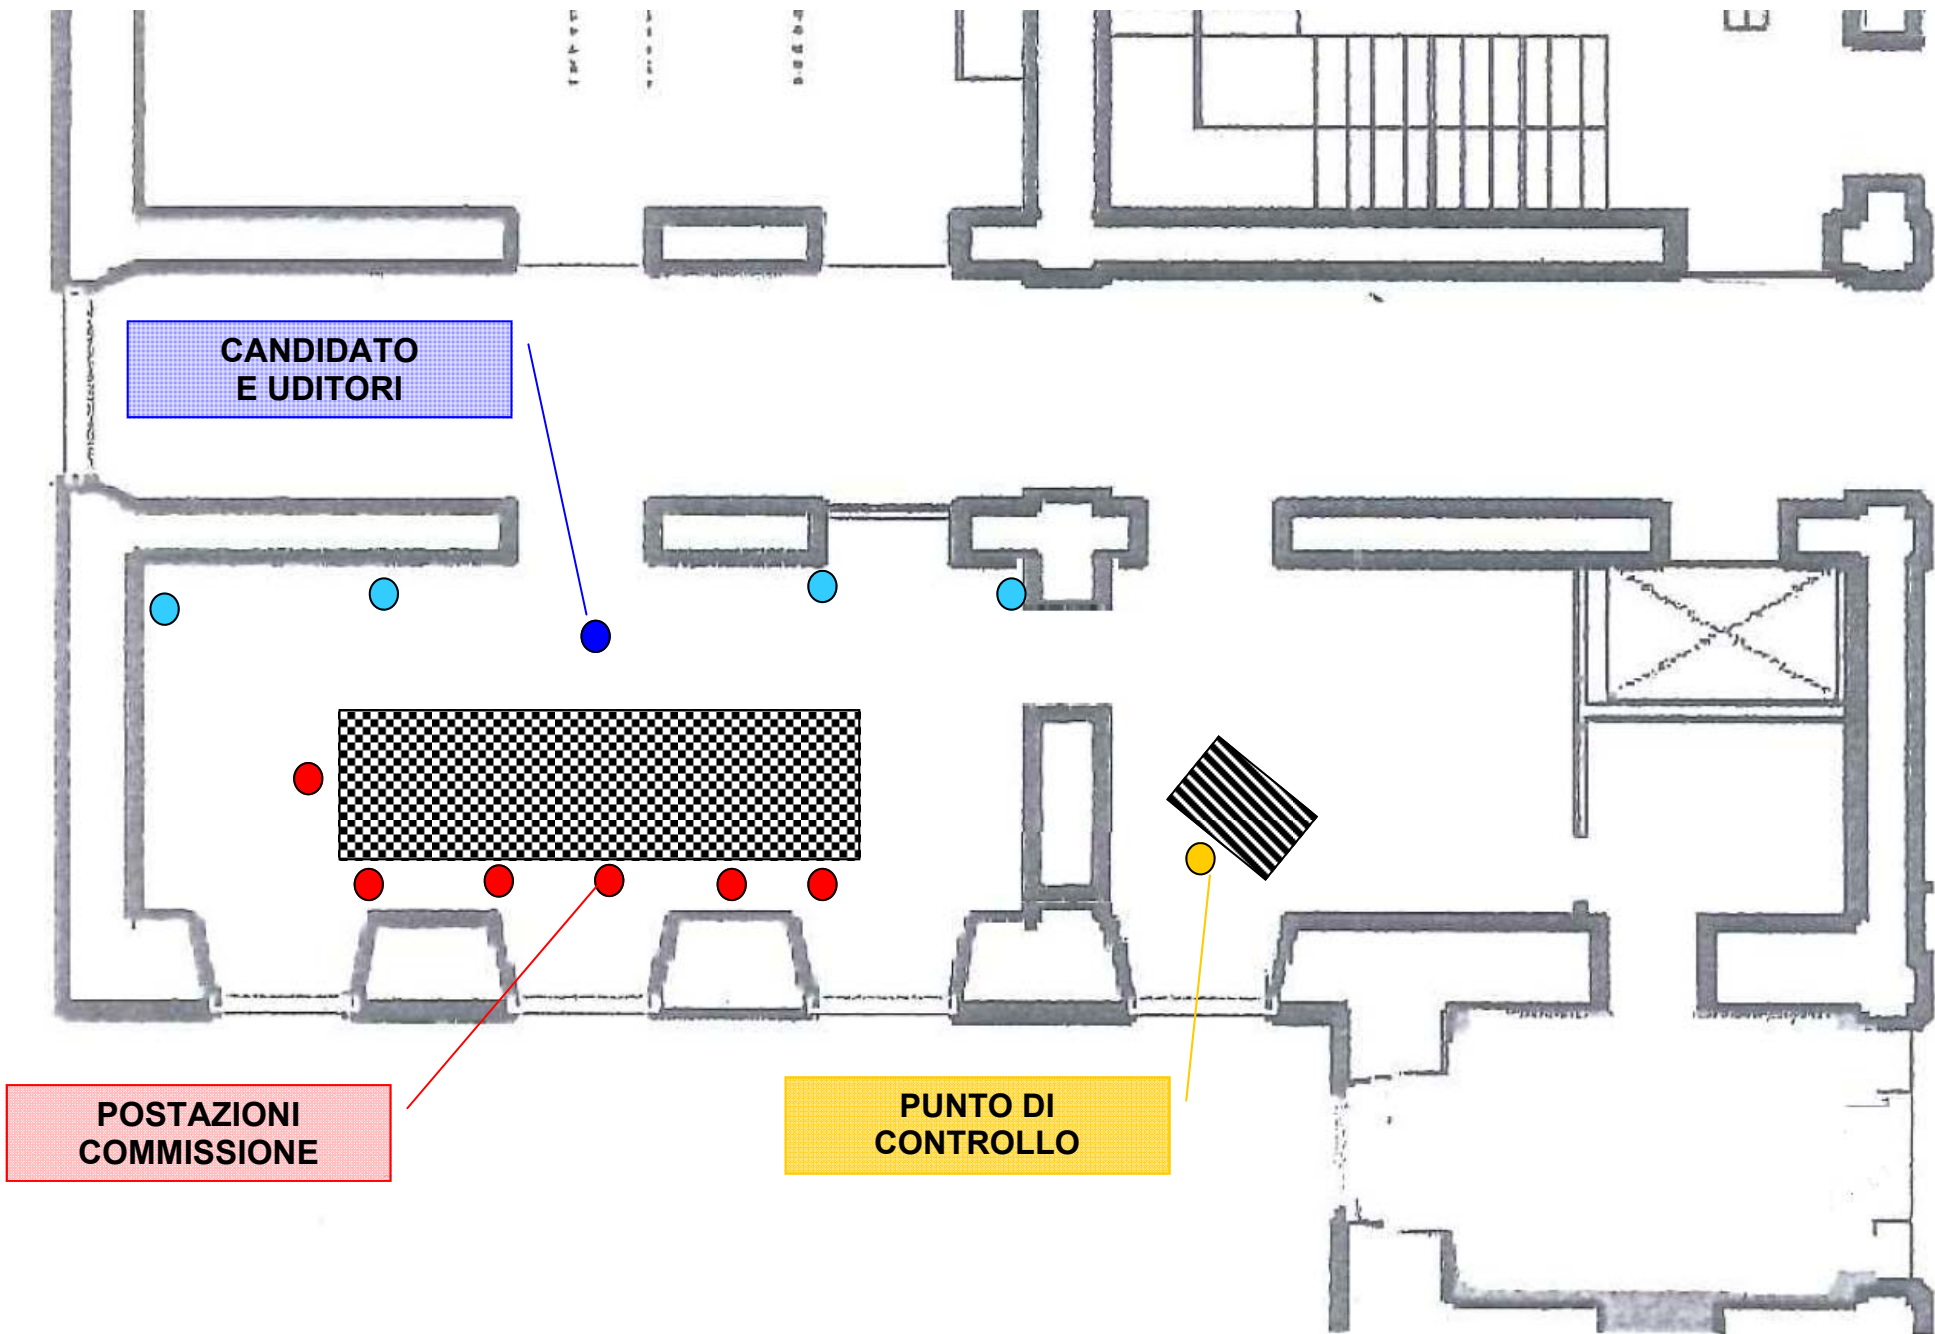 CANDIDATO
E UDITORI
POSTAZIONI
COMMISSIONE
PUNTO DI
CONTROLLO